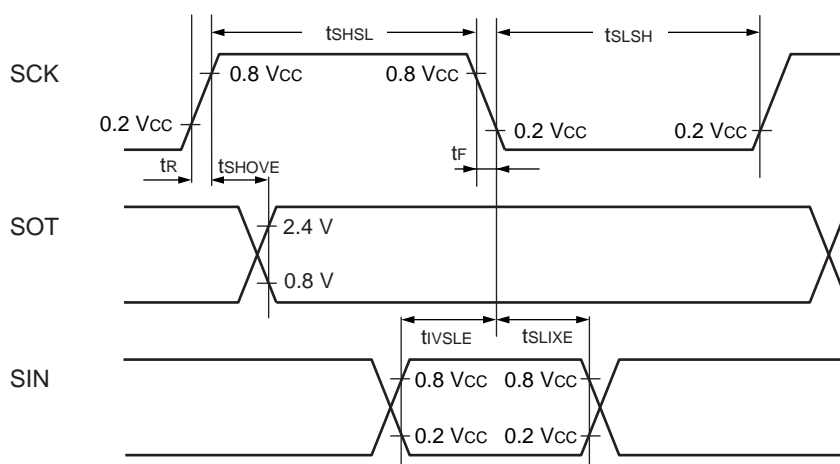 tSHSL tSLSH
SCK
0.8 VCC 0.8 VCC
0.2 VCC 0.2 VCC 0.2 VCC
tR tSHOVE tF
SOT
2.4 V
0.8 V
tIVSLE tSLIXE
SIN
0.8 VCC 0.8 VCC
0.2 VCC 0.2 VCC